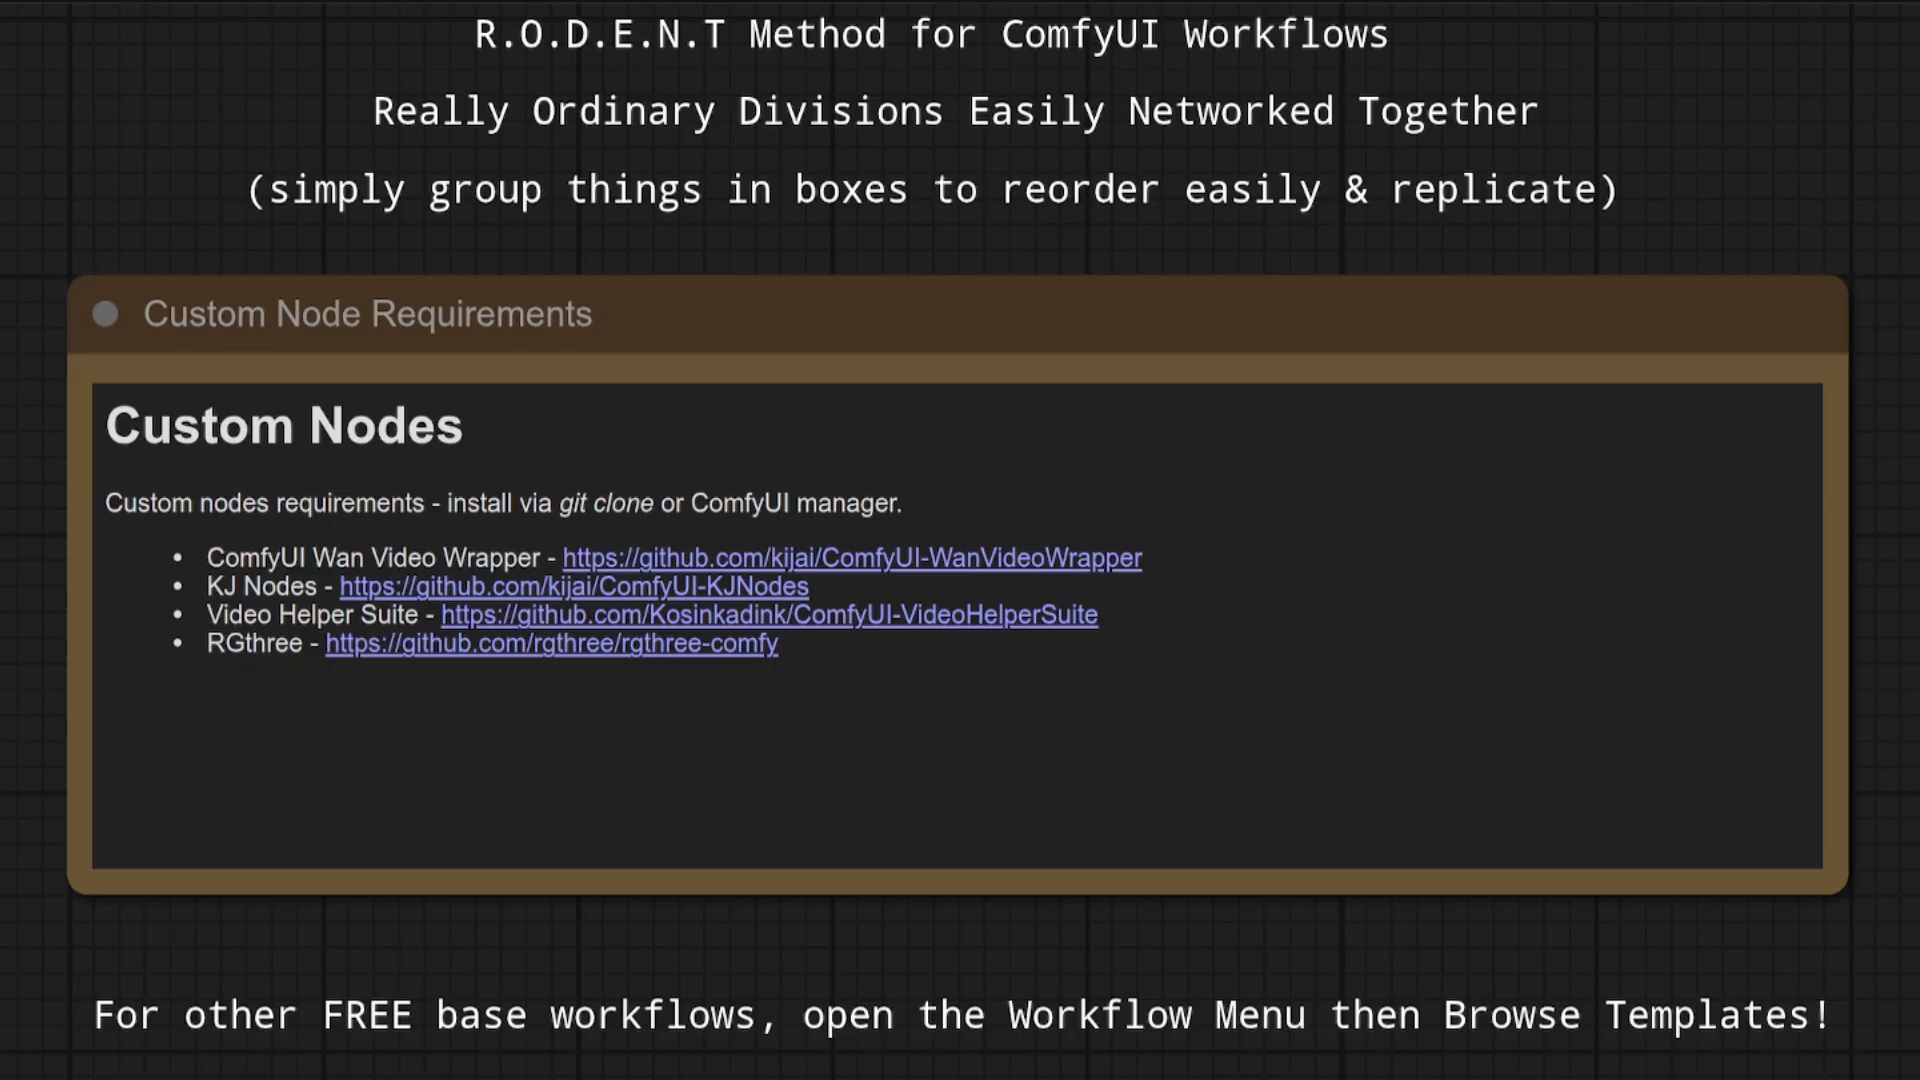 R.O.D.E.N.T Method for ComfyUI Workflows
Really Ordinary Divisions Easily Networked Together
(simply group things in boxes to reorder easily & replicate)
Custom Node Requirements
Custom Nodes
Custom nodes requirements - install via git clone or ComfyUI manager.
• ComfyUI Wan Video Wrapper - https://github.com/kijai/ComfyUI-WanVideoWrapper
• KJ Nodes - https://github.com/kijai/ComfyUI-KJNodes
• Video Helper Suite - https://github.com/Kosinkadink/ComfyUI-VideoHelperSuite
• RGthree - https://github.com/rgthree/rgthree-comfy
For other FREE base workflows, open the Workflow Menu then Browse Templates!